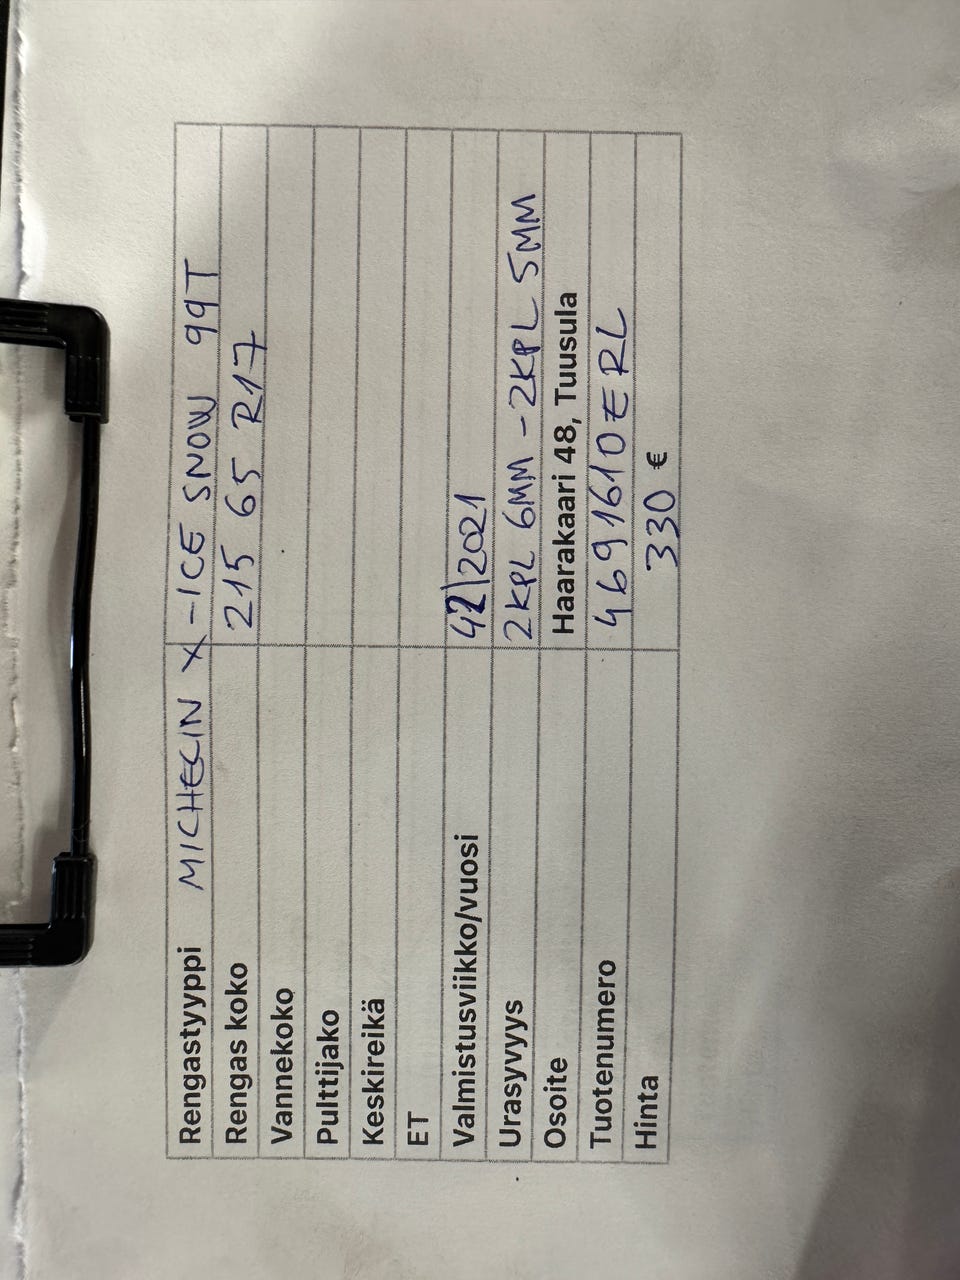 Rengastyyppi MICHELIN X-ICE SNOW 99T
Rengas koko 215 65 R17
Vannekoko
Pulttijako
Keskireikä
ET
Valmistusviikko/vuosi 42\2021
Urasyvyys 2KPL 6MM - 2KPL 5MM
Osoite Haarakaari 48, Tuusula
Tuotenumero 4691610ERL
Hinta 330 €